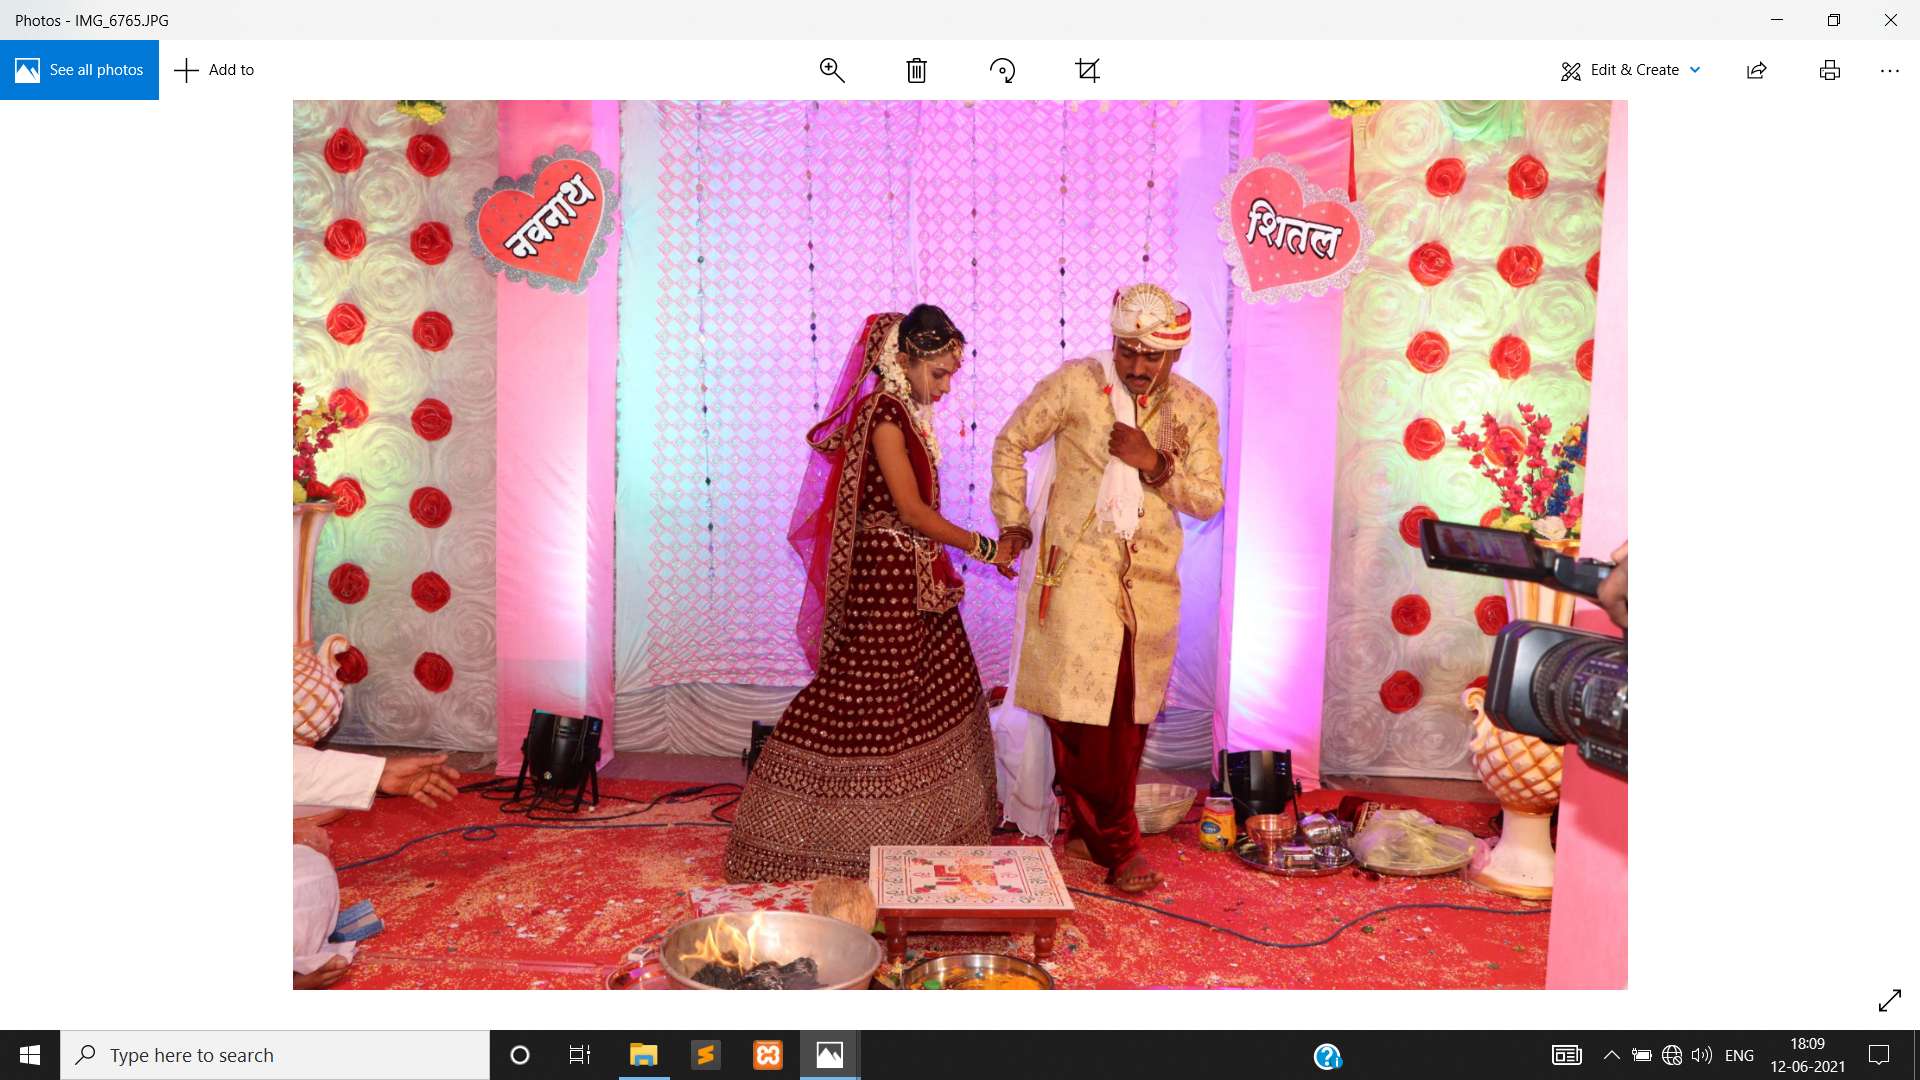 Photos - IMG_6765.JPG
See all photos
Add to
Edit & Create
नवनाथ
शितल
Type here to search
ENG
18:09
12-06-2021